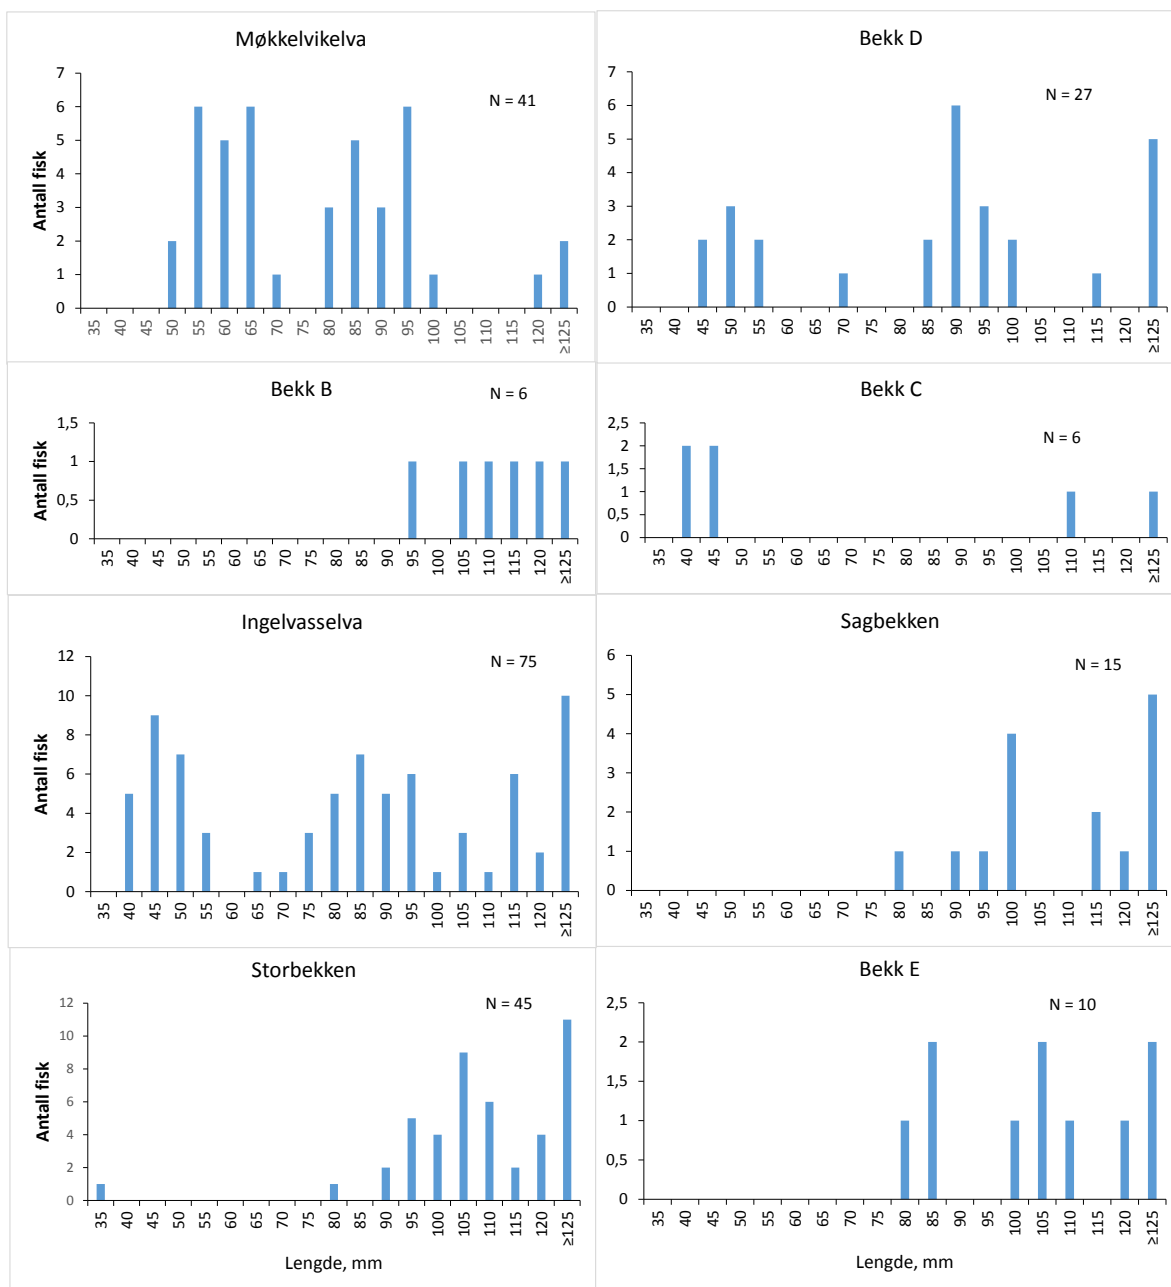 Møkkelvikelva
N = 41
Antall fisk
7
6
5
4
3
2
1
0
35 40 45 50 55 60 65 70 75 80 85 90 95 100 105 110 115 120 ≥125
Bekk D
N = 27
7
6
5
4
3
2
1
0
35 40 45 50 55 60 65 70 75 80 85 90 95 100 105 110 115 120 ≥125
Bekk B
N = 6
Antall fisk
1,5
1
0,5
0
35 40 45 50 55 60 65 70 75 80 85 90 95 100 105 110 115 120 ≥125
Bekk C
N = 6
2,5
2
1,5
1
0,5
0
35 40 45 50 55 60 65 70 75 80 85 90 95 100 105 110 115 120 ≥125
Ingelvasselva
N = 75
Antall fisk
12
10
8
6
4
2
0
35 40 45 50 55 60 65 70 75 80 85 90 95 100 105 110 115 120 ≥125
Sagbekken
N = 15
6
5
4
3
2
1
0
35 40 45 50 55 60 65 70 75 80 85 90 95 100 105 110 115 120 ≥125
Storbekken
N = 45
Antall fisk
12
10
8
6
4
2
0
35 40 45 50 55 60 65 70 75 80 85 90 95 100 105 110 115 120 ≥125
Lengde, mm
Bekk E
N = 10
2,5
2
1,5
1
0,5
0
35 40 45 50 55 60 65 70 75 80 85 90 95 100 105 110 115 120 ≥125
Lengde, mm